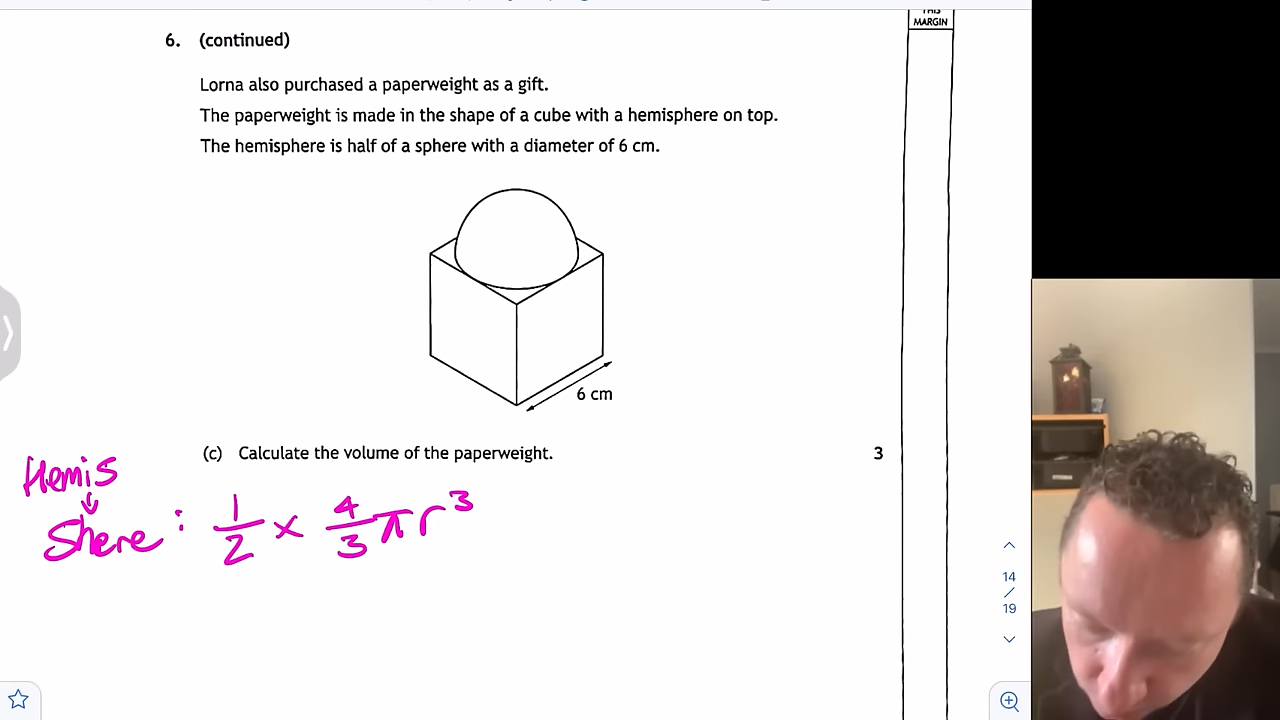 THIS
MARGIN
6. (continued)
Lorna also purchased a paperweight as a gift.
The paperweight is made in the shape of a cube with a hemisphere on top.
The hemisphere is half of a sphere with a diameter of 6 cm.
6 cm
(c) Calculate the volume of the paperweight. 3
Hemis
↓
Shere : 1/2 × 4/3 πr³
14
/
19